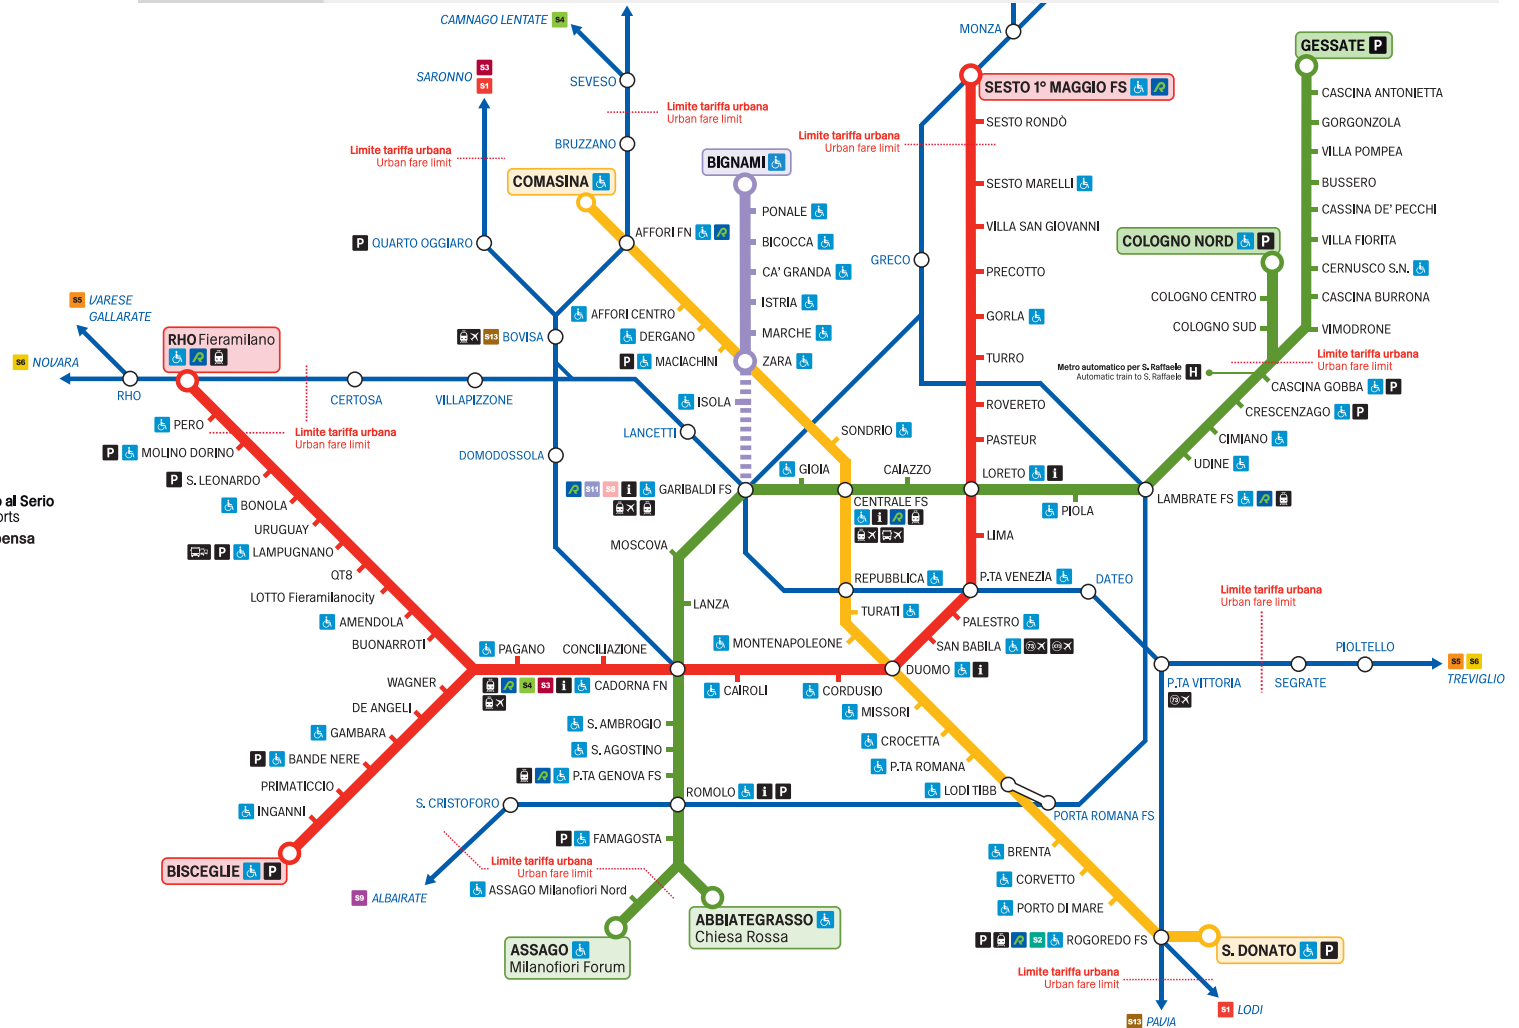 CAMNAGO LENTATE S4
MONZA
GESSATE P
SARONNO S3
S1
SEVESO
SESTO 1° MAGGIO FS
CASCINA ANTONIETTA
Limite tariffa urbana
Urban fare limit
SESTO RONDÒ
GORGONZOLA
BRUZZANO
Limite tariffa urbana
Urban fare limit
Limite tariffa urbana
Urban fare limit
VILLA POMPEA
BIGNAMI
COMASINA
SESTO MARELLI
BUSSERO
PONALE
CASSINA DE' PECCHI
VILLA SAN GIOVANNI
AFFORI FN
P QUARTO OGGIARO
BICOCCA
COLOGNO NORD P
VILLA FIORITA
GRECO
CA' GRANDA
PRECOTTO
CERNUSCO S.N.
S5 VARESE
GALLARATE
ISTRIA
COLOGNO CENTRO
CASCINA BURRONA
AFFORI CENTRO
GORLA
COLOGNO SUD
VIMODRONE
S13 BOVISA
DERGANO
MARCHE
RHO Fieramilano
P MACIACHINI
ZARA
TURRO
Limite tariffa urbana
Urban fare limit
S6 NOVARA
Metro automatico per S. Raffaele
Automatic train to S. Raffaele
H
RHO
CERTOSA
VILLAPIZZONE
ISOLA
CASCINA GOBBA P
ROVERETO
CRESCENZAGO P
PERO
Limite tariffa urbana
Urban fare limit
LANCETTI
SONDRIO
PASTEUR
CIMIANO
P MOLINO DORINO
DOMODOSSOLA
UDINE
P S. LEONARDO
GIOIA
CAIAZZO
LORETO i
S11 S8 i GARIBALDI FS
CENTRALE FS
i
LAMBRATE FS
o al Serio
orts
pensa
BONOLA
PIOLA
URUGUAY
LIMA
P LAMPUGNANO
MOSCOVA
QT8
REPUBBLICA
P.TA VENEZIA
DATEO
LOTTO Fieramilanocity
LANZA
TURATI
Limite tariffa urbana
Urban fare limit
AMENDOLA
PALESTRO
BUONARROTI
MONTENAPOLEONE
SAN BABILA 73 X73
PAGANO
CONCILIAZIONE
PIOLTELLO
DUOMO i
S5 S6
TREVIGLIO
WAGNER
S4 S3 i CADORNA FN
CAIROLI
CORDUSIO
P.TA VITTORIA
73
SEGRATE
DE ANGELI
MISSORI
S. AMBROGIO
GAMBARA
CROCETTA
S. AGOSTINO
P BANDE NERE
P.TA ROMANA
P.TA GENOVA FS
PRIMATICCIO
ROMOLO i P
LODI TIBB
S. CRISTOFORO
INGANNI
PORTA ROMANA FS
P FAMAGOSTA
BRENTA
BISCEGLIE P
Limite tariffa urbana
Urban fare limit
CORVETTO
ASSAGO Milanofiori Nord
S9 ALBAIRATE
PORTO DI MARE
ABBIATEGRASSO
Chiesa Rossa
P S2 ROGOREDO FS
ASSAGO
Milanofiori Forum
S. DONATO P
Limite tariffa urbana
Urban fare limit
S1 LODI
S13 PAVIA